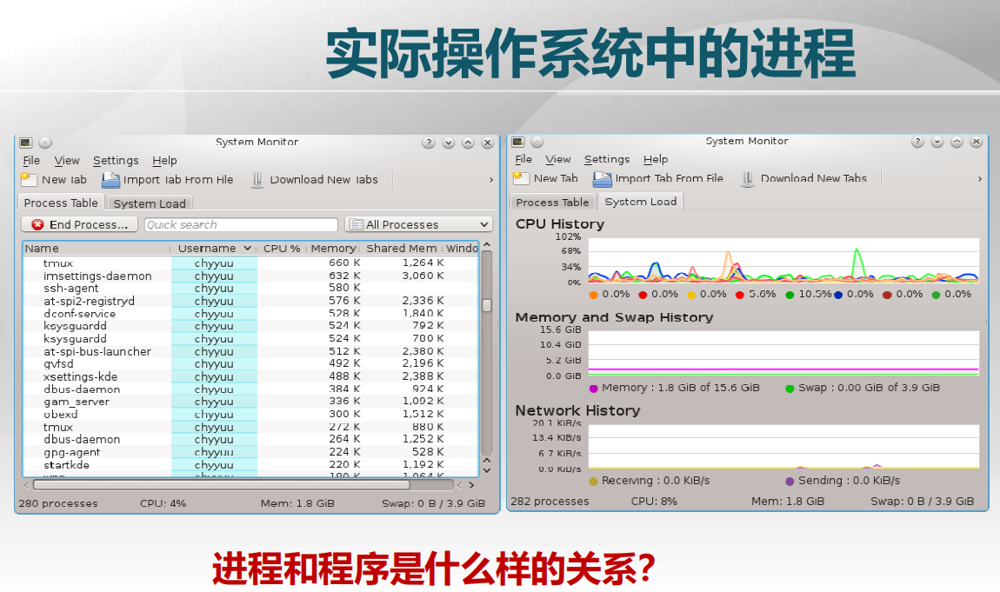 实际操作系统中的进程
System Monitor
File View Settings Help
New Tab Import Tab From File Download New Tabs
Process Table System Load
End Process... Quick search All Processes
Name Username CPU % Memory Shared Mem Windo
tmux chyyuu 660 K 1,264 K
imsettings-daemon chyyuu 632 K 3,060 K
ssh-agent chyyuu 580 K
at-spi2-registryd chyyuu 576 K 2,336 K
dconf-service chyyuu 528 K 1,840 K
ksysguardd chyyuu 524 K 792 K
ksysguardd chyyuu 524 K 780 K
at-spi-bus-launcher chyyuu 512 K 2,380 K
gvfsd chyyuu 492 K 2,196 K
xsettings-kde chyyuu 488 K 2,388 K
dbus-daemon chyyuu 384 K 924 K
gam_server chyyuu 336 K 1,092 K
obexd chyyuu 300 K 1,512 K
tmux chyyuu 272 K 880 K
dbus-daemon chyyuu 264 K 1,252 K
gpg-agent chyyuu 224 K 528 K
startkde chyyuu 220 K 1,192 K
chyyuu 180 K 1,064 K
280 processes CPU: 4% Mem: 1.8 GiB Swap: 0 B / 3.9 GiB
System Monitor
File View Settings Help
New Tab Import Tab From File Download New Tabs
Process Table System Load
CPU History
102%
68%
34%
0%
0.0% 0.0% 0.0% 5.6% 10.5% 0.0% 0.0% 0.0%
Memory and Swap History
15.6 GiB
10.4 GiB
5.2 GiB
0.0 GiB
Memory : 1.8 GiB of 15.6 GiB Swap : 0.00 GiB of 3.9 GiB
Network History
20.1 KiB/s
13.4 KiB/s
6.7 KiB/s
0.0 KiB/s
Receiving : 0.0 KiB/s Sending : 0.0 KiB/s
282 processes CPU: 8% Mem: 1.8 GiB Swap: 0 B / 3.9 GiB
进程和程序是什么样的关系?